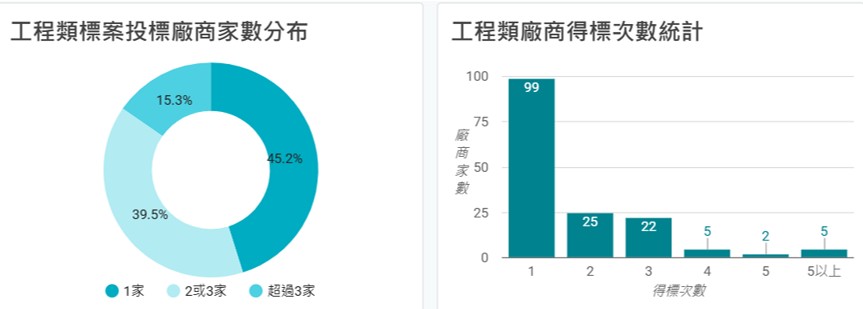 工程類標案投標廠商家數分布
15.3%
45.2%
39.5%
1家
2或3家
超過3家
工程類廠商得標次數統計
廠商家數
100
75
50
25
0
99
25
22
5
2
5
1
2
3
4
5
5以上
得標次數